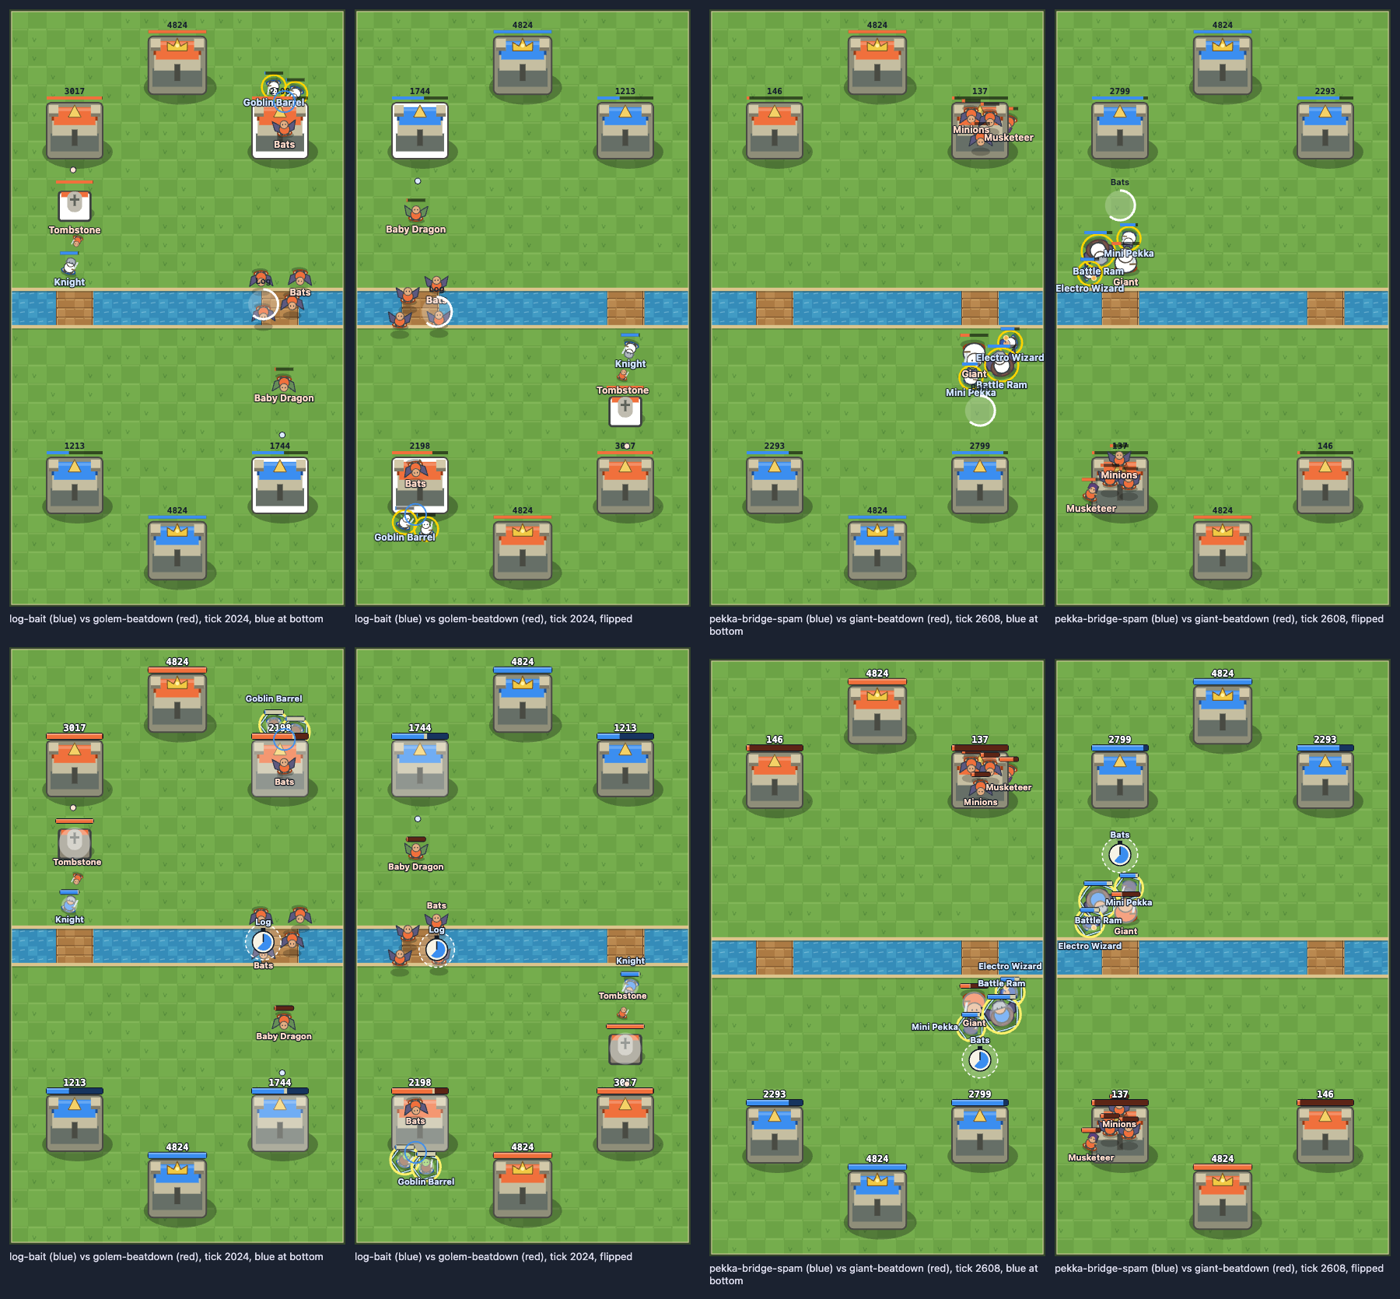 4824
3017
Goblin Barrel
Bats
Tombstone
Knight
Bats
Baby Dragon
1213
1744
4824
log-bait (blue) vs golem-beatdown (red), tick 2024, blue at bottom
4824
1744
1213
Baby Dragon
Bats
Knight
Tombstone
2198
Bats
Goblin Barrel
4824
log-bait (blue) vs golem-beatdown (red), tick 2024, flipped
4824
146
137
Minions
Musketeer
Electro Wizard
Giant
Battle Ram
Mini Pekka
2293
2799
4824
pekka-bridge-spam (blue) vs giant-beatdown (red), tick 2608, blue at
bottom
4824
2799
2293
Bats
Mini Pekka
Battle Ram
Giant
Electro Wizard
137
146
Minions
Musketeer
4824
pekka-bridge-spam (blue) vs giant-beatdown (red), tick 2608, flipped
4824
Goblin Barrel
3017
2198
Bats
Tombstone
Knight
Log
Bats
Baby Dragon
1213
1744
4824
log-bait (blue) vs golem-beatdown (red), tick 2024, blue at bottom
4824
1744
1213
Baby Dragon
Bats
Log
Knight
Tombstone
2198
3017
Bats
4824
Goblin Barrel
log-bait (blue) vs golem-beatdown (red), tick 2024, flipped
4824
146
137
Musketeer
Minions
Electro Wizard
Battle Ram
Giant
Mini Pekka
Bats
2293
2799
4824
pekka-bridge-spam (blue) vs giant-beatdown (red), tick 2608, blue at
bottom
4824
2799
2293
Bats
Mini Pekka
Battle Ram
Giant
Electro Wizard
137
146
Minions
Musketeer
4824
pekka-bridge-spam (blue) vs giant-beatdown (red), tick 2608, flipped